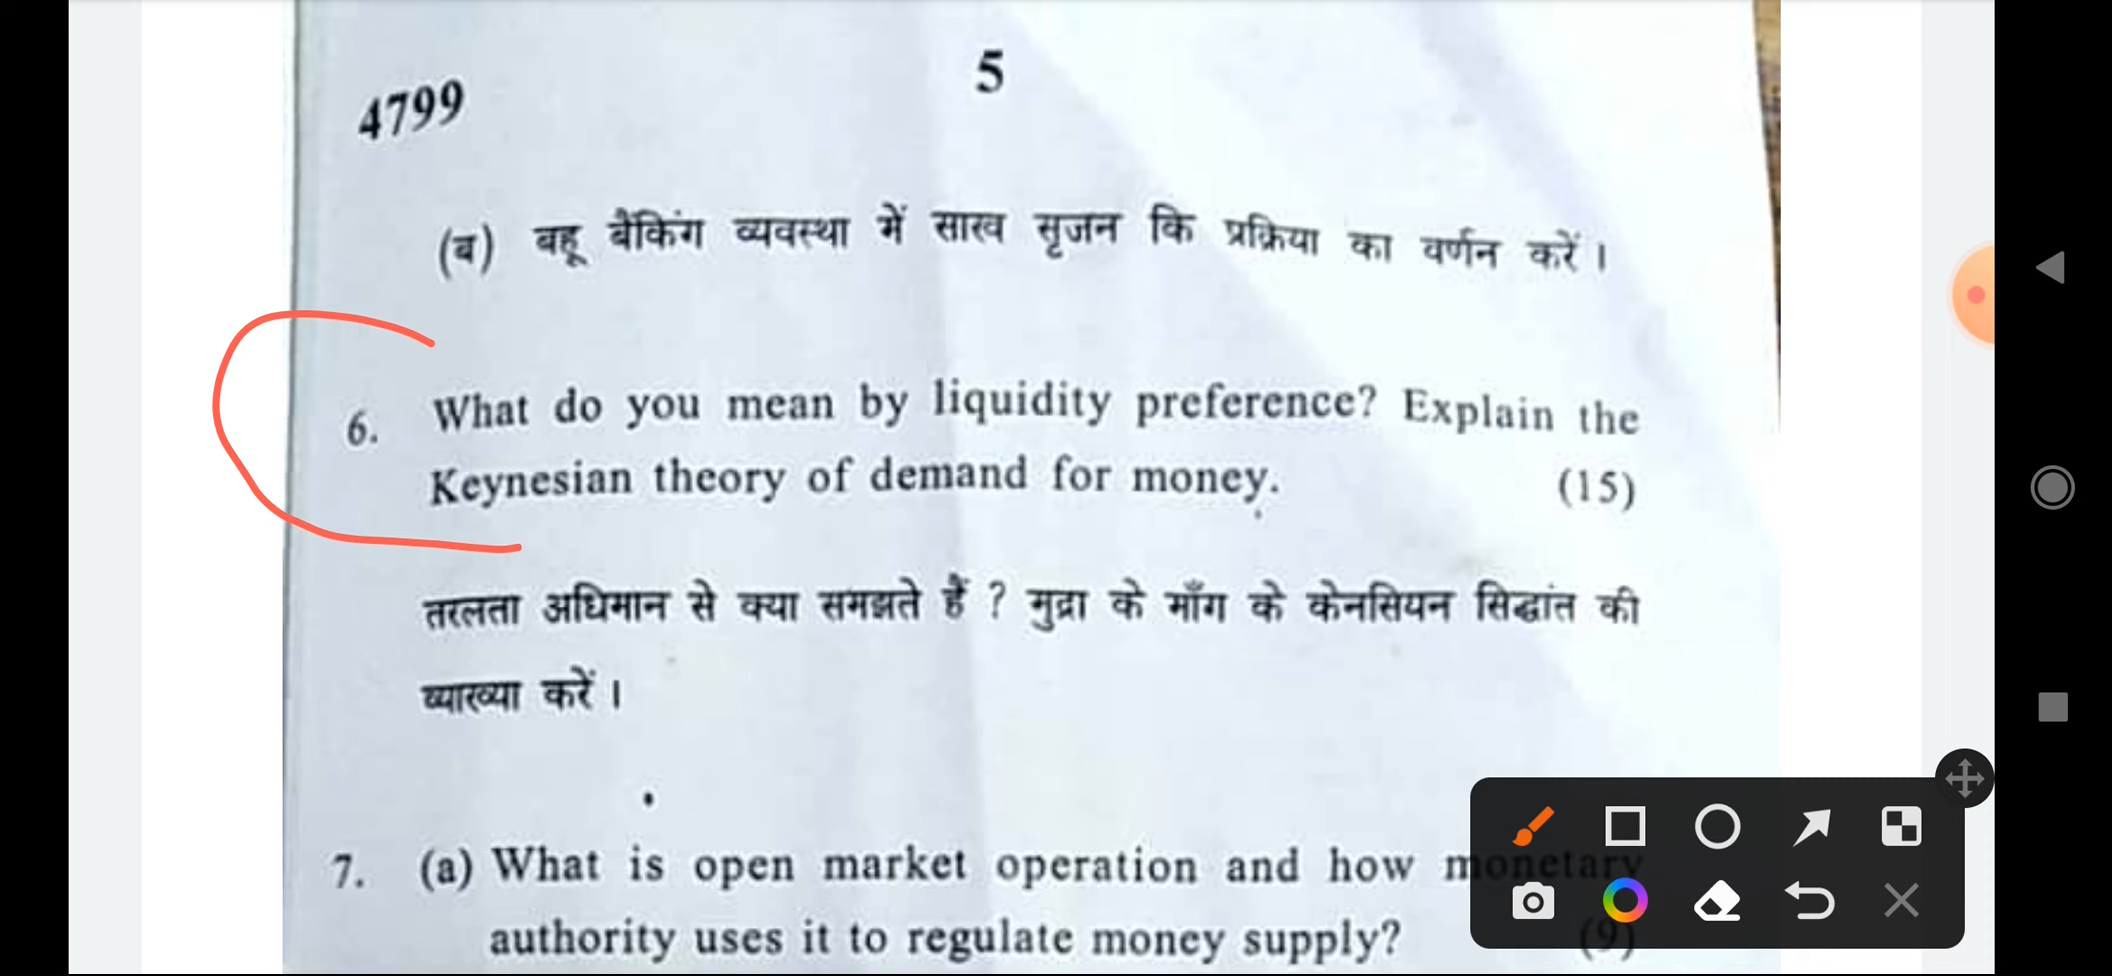 5
4799
(ब) बहू बैंकिंग व्यवस्था में साख सृजन कि प्रक्रिया का वर्णन करें ।
6. What do you mean by liquidity preference? Explain the
Keynesian theory of demand for money. (15)
तरलता अधिमान से क्या समझते हैं ? मुद्रा के माँग के केनसियन सिद्धांत की
व्याख्या करें ।
7. (a) What is open market operation and how monetary
authority uses it to regulate money supply? (9)